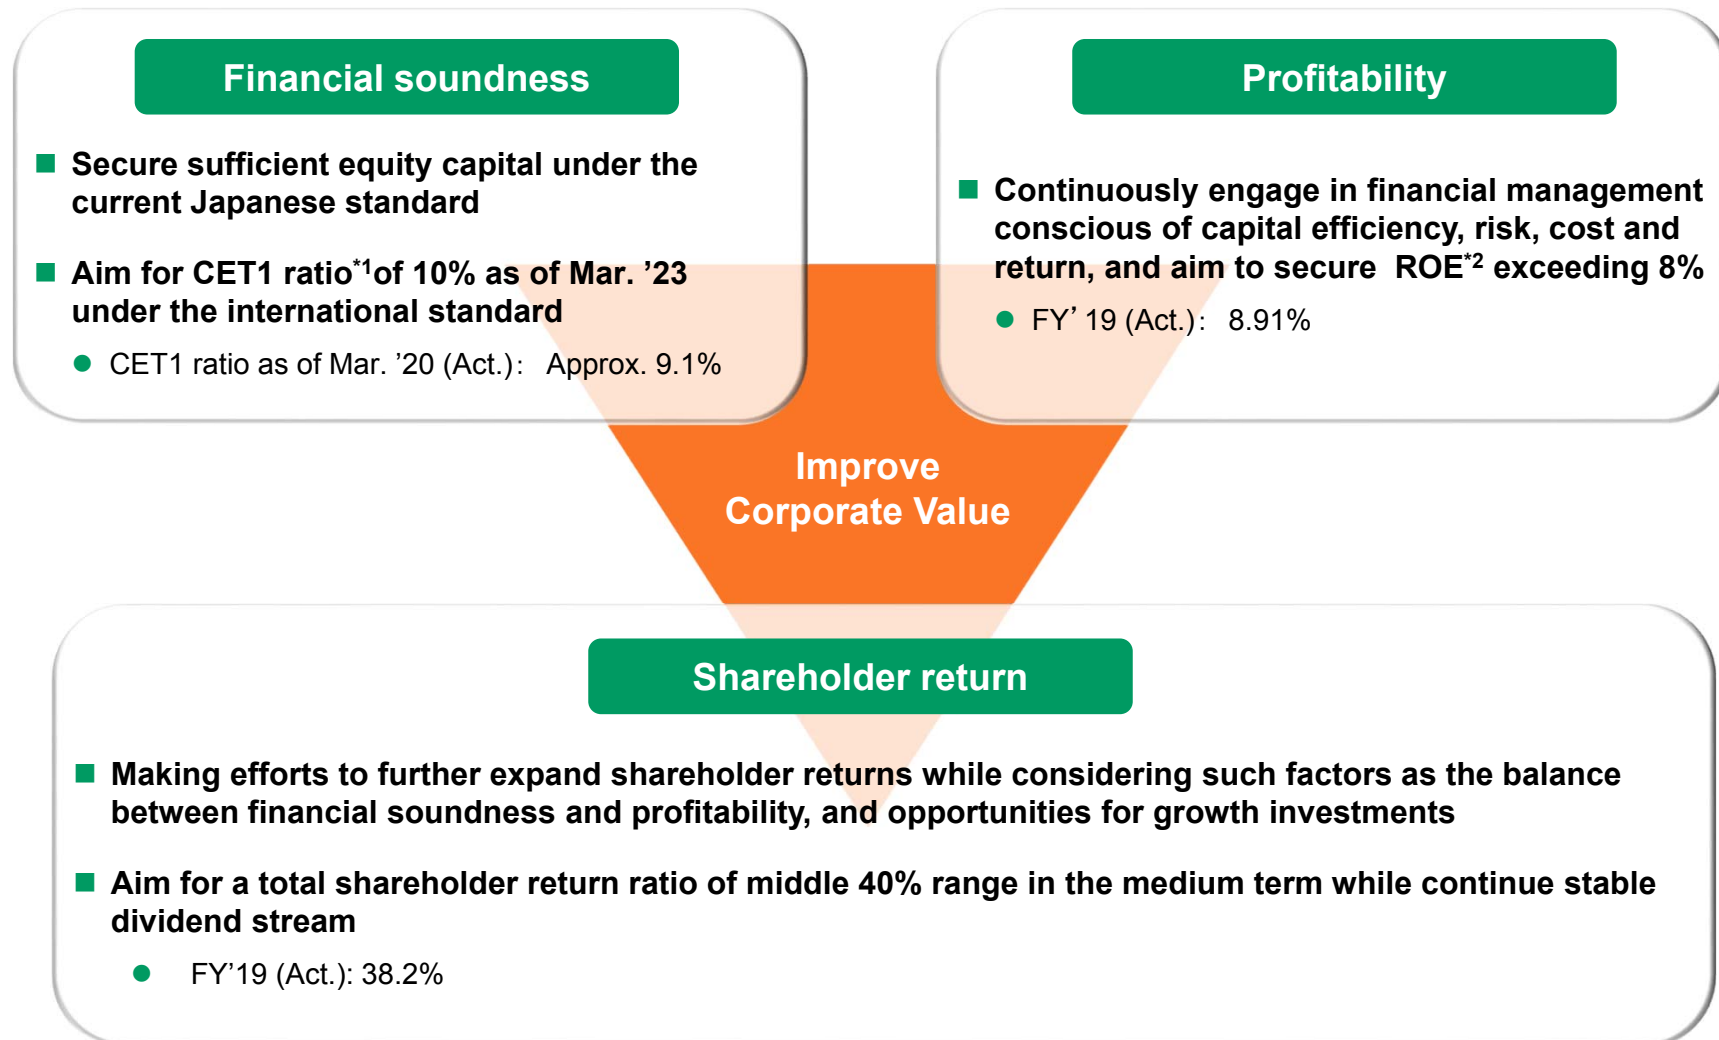 Financial soundness
■ Secure sufficient equity capital under the
current Japanese standard
■ Aim for CET1 ratio*1of 10% as of Mar. ’23
under the international standard
● CET1 ratio as of Mar. ’20 (Act.): Approx. 9.1%
Profitability
■ Continuously engage in financial management
conscious of capital efficiency, risk, cost and
return, and aim to secure ROE*2 exceeding 8%
● FY’ 19 (Act.): 8.91%
Improve
Corporate Value
Shareholder return
■ Making efforts to further expand shareholder returns while considering such factors as the balance
between financial soundness and profitability, and opportunities for growth investments
■ Aim for a total shareholder return ratio of middle 40% range in the medium term while continue stable
dividend stream
● FY’19 (Act.): 38.2%